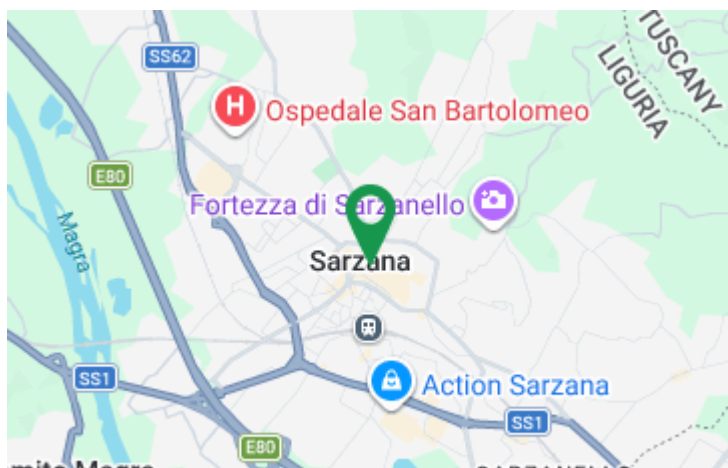 SS62
TUSCANY
LIGURIA
H
Ospedale San Bartolomeo
E80
Fortezza di Sarzanello
Magra
Sarzana
SS1
Action Sarzana
SS1
E80